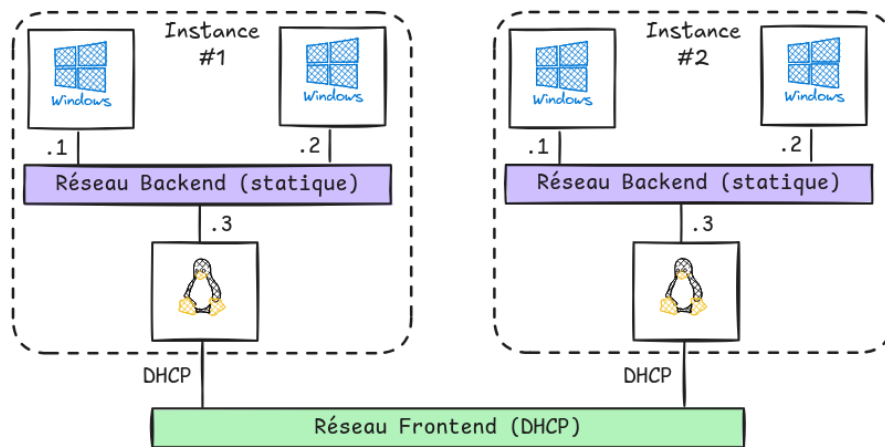 Instance
#1
Windows
Windows
.1
.2
Réseau Backend (statique)
.3
DHCP
Instance
#2
Windows
Windows
.1
.2
Réseau Backend (statique)
.3
DHCP
Réseau Frontend (DHCP)